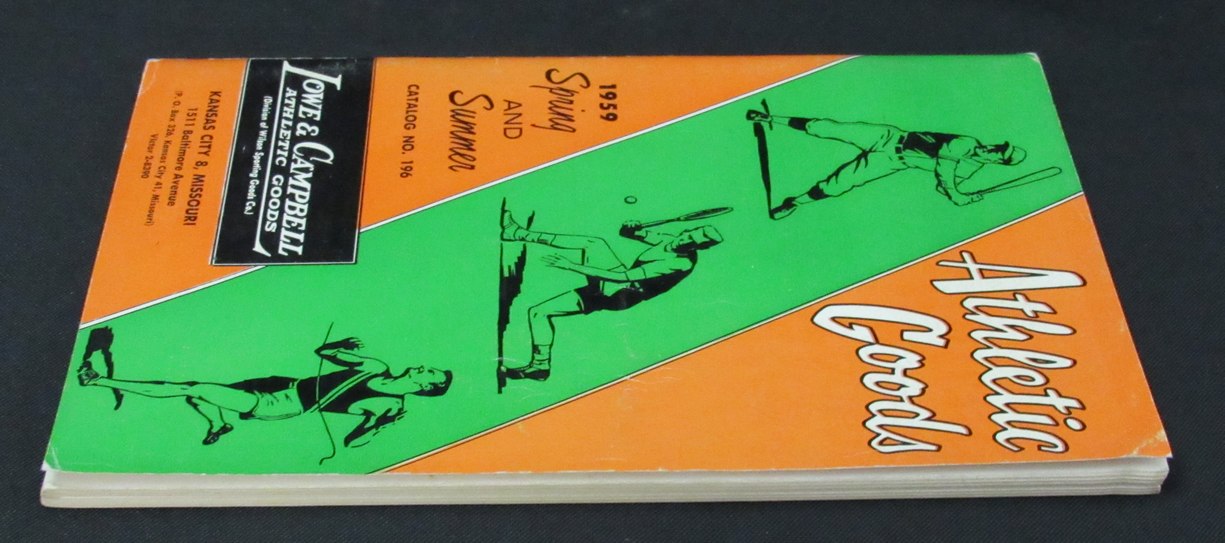 Athletic
Goods
1959
Spring
AND
Summer
CATALOG NO. 196
LOWE & CAMPBELL
ATHLETIC GOODS
(Division of Wilson Sporting Goods Co.)
KANSAS CITY 8, MISSOURI
1511 Baltimore Avenue
(P. O. Box 326, Kansas City 41, Missouri)
Victor 2-8390